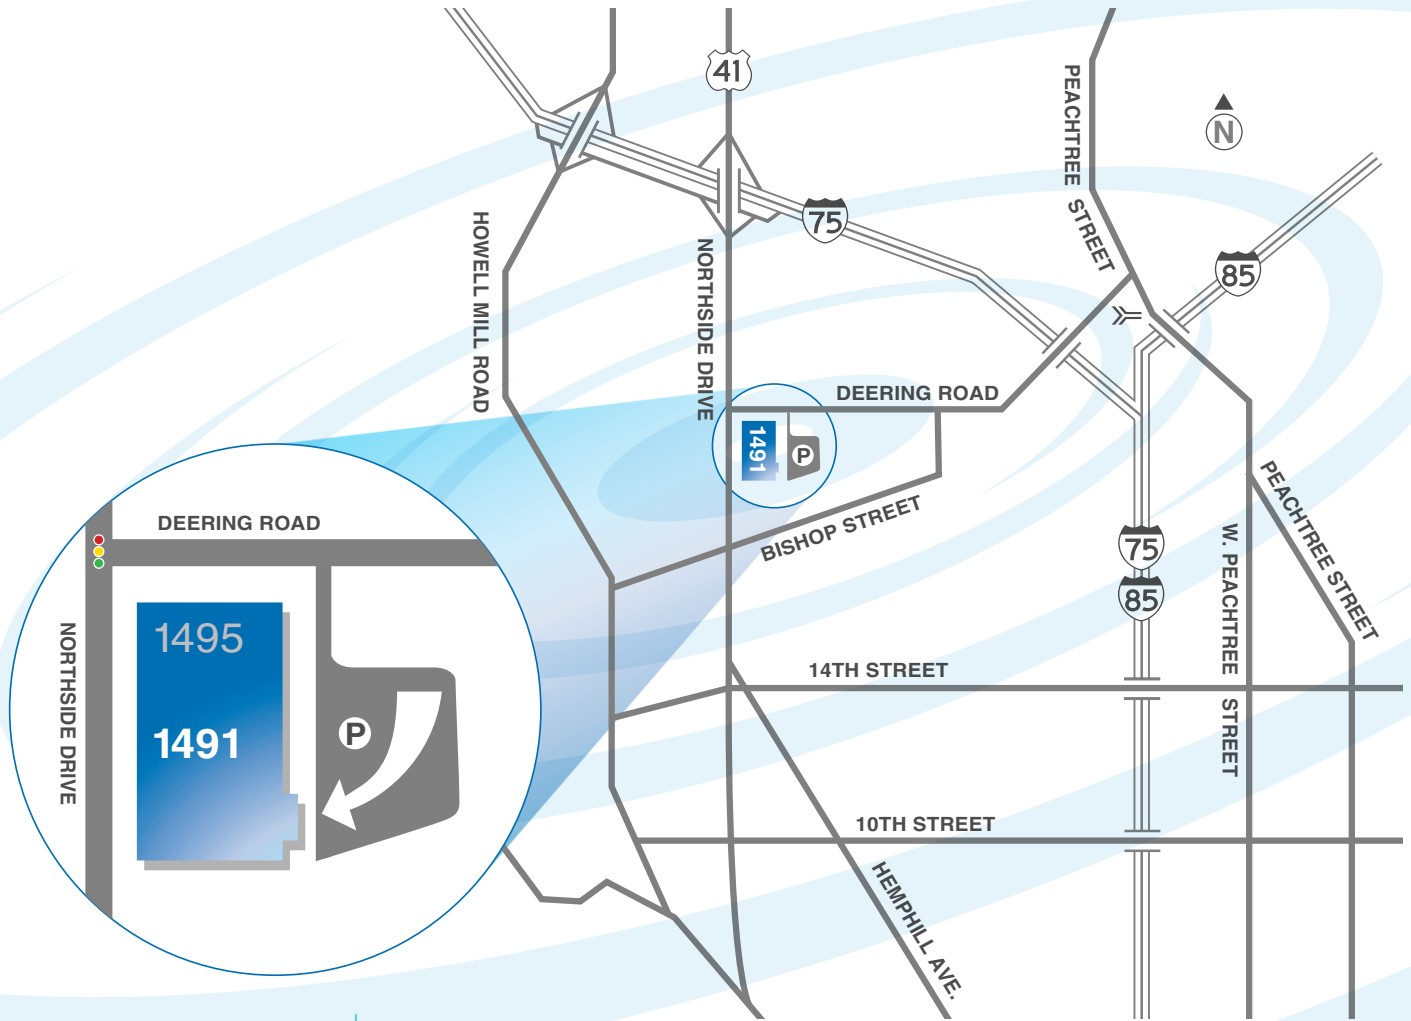 41
PEACHTREE STREET
N
75
85
HOWELL MILL ROAD
NORTHSIDE DRIVE
DEERING ROAD
1491
P
BISHOP STREET
PEACHTREE STREET
W. PEACHTREE STREET
75
85
14TH STREET
10TH STREET
HEMPHILL AVE.
DEERING ROAD
NORTHSIDE DRIVE
1495
1491
P